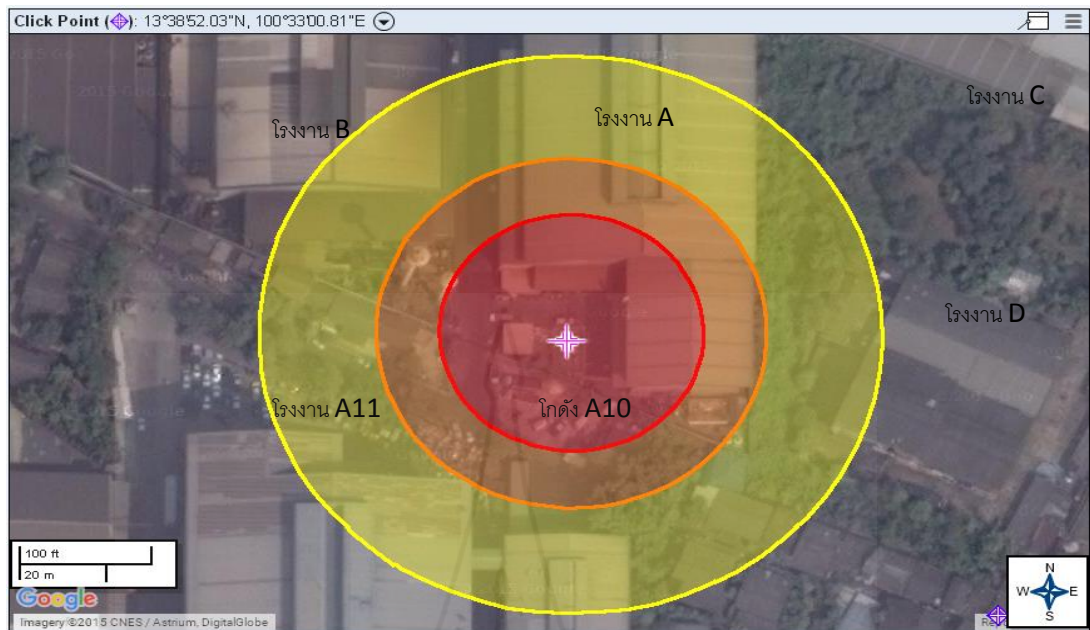 Click Point (): 13°38'52.03"N, 100°33'00.81"E
โรงงาน C
โรงงาน A
โรงงาน B
โรงงาน D
โรงงาน A11
โกดัง A10
100 ft
20 m
Google
Imagery ©2015 CNES / Astrium, DigitalGlobe
N
W E
S